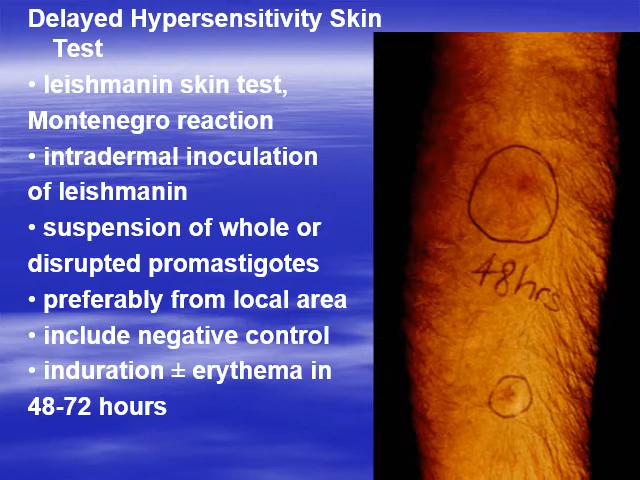 Delayed Hypersensitivity Skin
Test
• leishmanin skin test,
Montenegro reaction
• intradermal inoculation
of leishmanin
• suspension of whole or
disrupted promastigotes
• preferably from local area
• include negative control
• induration ± erythema in
48-72 hours
48hrs